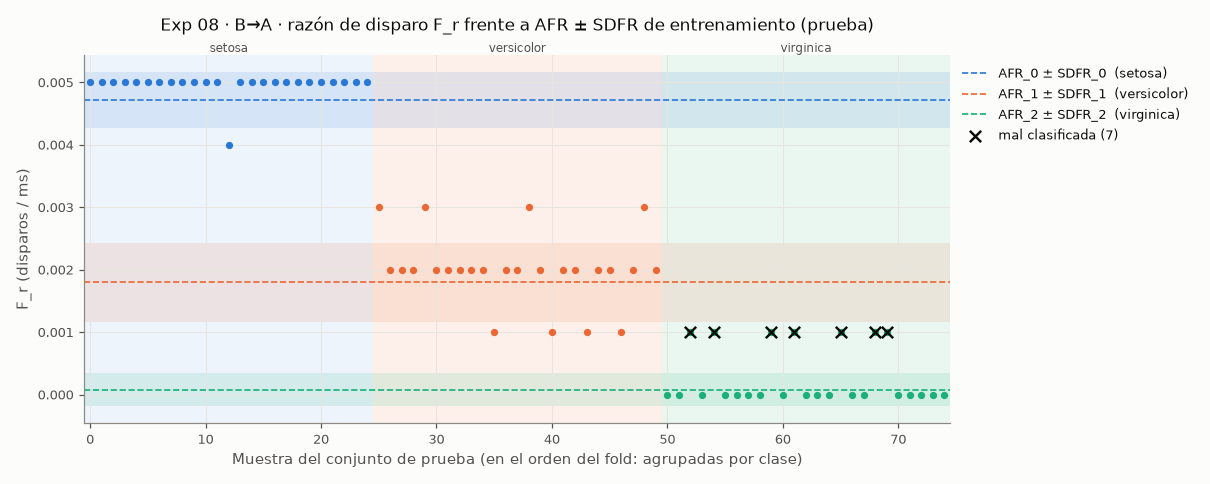 Exp 08 · B→A · razón de disparo F_r frente a AFR ± SDFR de entrenamiento (prueba)
setosa
versicolor
virginica
AFR_0 ± SDFR_0 (setosa)
AFR_1 ± SDFR_1 (versicolor)
AFR_2 ± SDFR_2 (virginica)
mal clasificada (7)
F_r (disparos / ms)
0.005
0.004
0.003
0.002
0.001
0.000
0 10 20 30 40 50 60 70
Muestra del conjunto de prueba (en el orden del fold: agrupadas por clase)